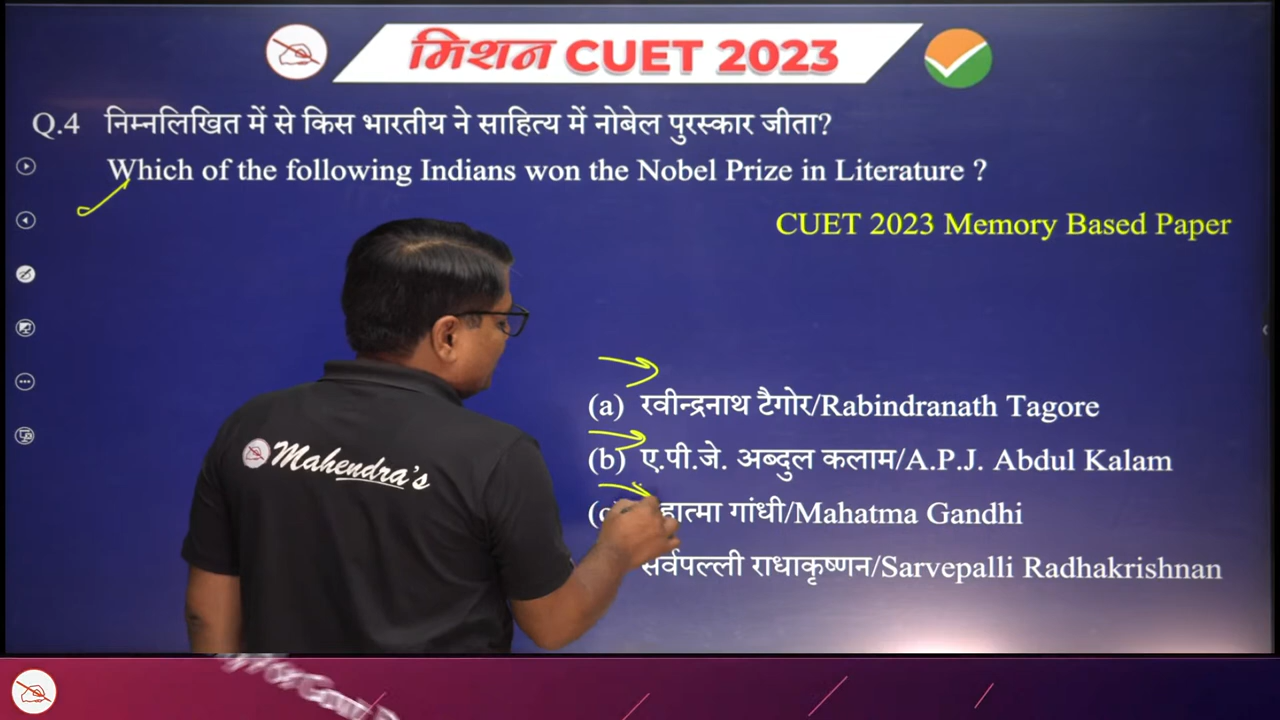 मिशन CUET 2023
Q.4 निम्नलिखित में से किस भारतीय ने साहित्य में नोबेल पुरस्कार जीता?
Which of the following Indians won the Nobel Prize in Literature ?
CUET 2023 Memory Based Paper
(a) रवीन्द्रनाथ टैगोर/Rabindranath Tagore
(b) ए.पी.जे. अब्दुल कलाम/A.P.J. Abdul Kalam
गांधी/Mahatma Gandhi
सर्वपल्ली राधाकृष्णन/Sarvepalli Radhakrishnan
Mahendra's